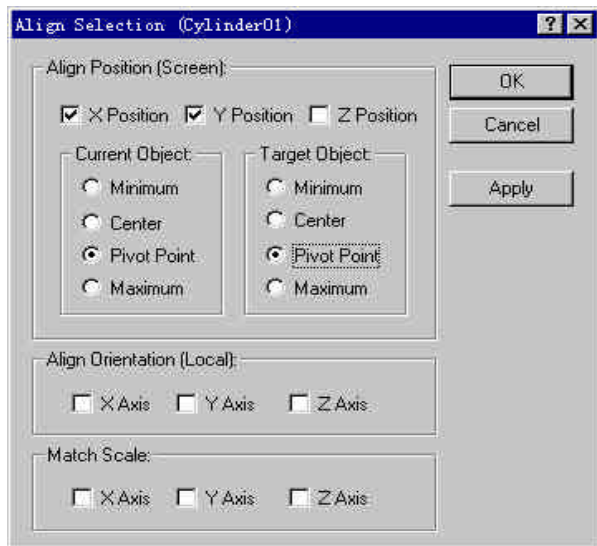 Align Selection (Cylinder01)
Align Position (Screen):
X Position Y Position Z Position
Current Object:
Minimum
Center
Pivot Point
Maximum
Target Object:
Minimum
Center
Pivot Point
Maximum
Align Orientation (Local):
X Axis Y Axis Z Axis
Match Scale:
X Axis Y Axis Z Axis
OK
Cancel
Apply